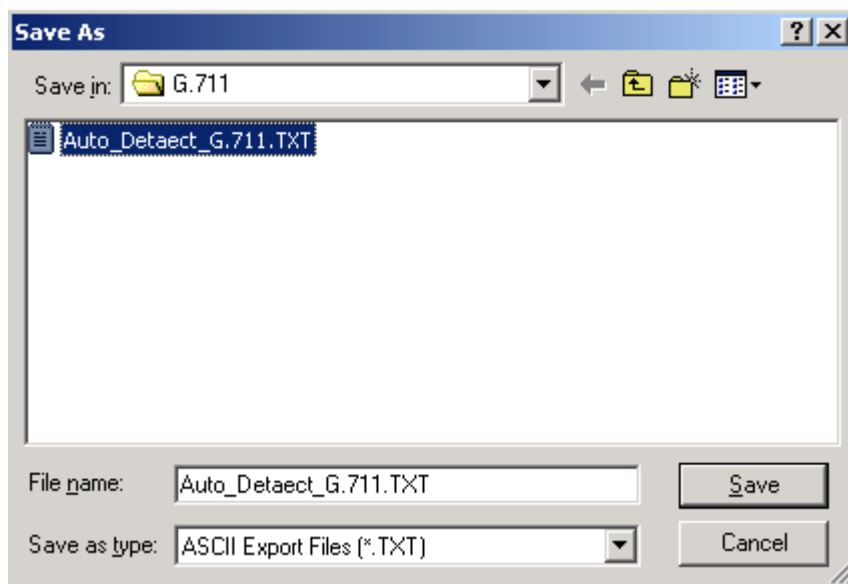 Save As
Save in: G.711
Auto_Detaect_G.711.TXT
File name: Auto_Detaect_G.711.TXT Save
Save as type: ASCII Export Files (*.TXT) Cancel